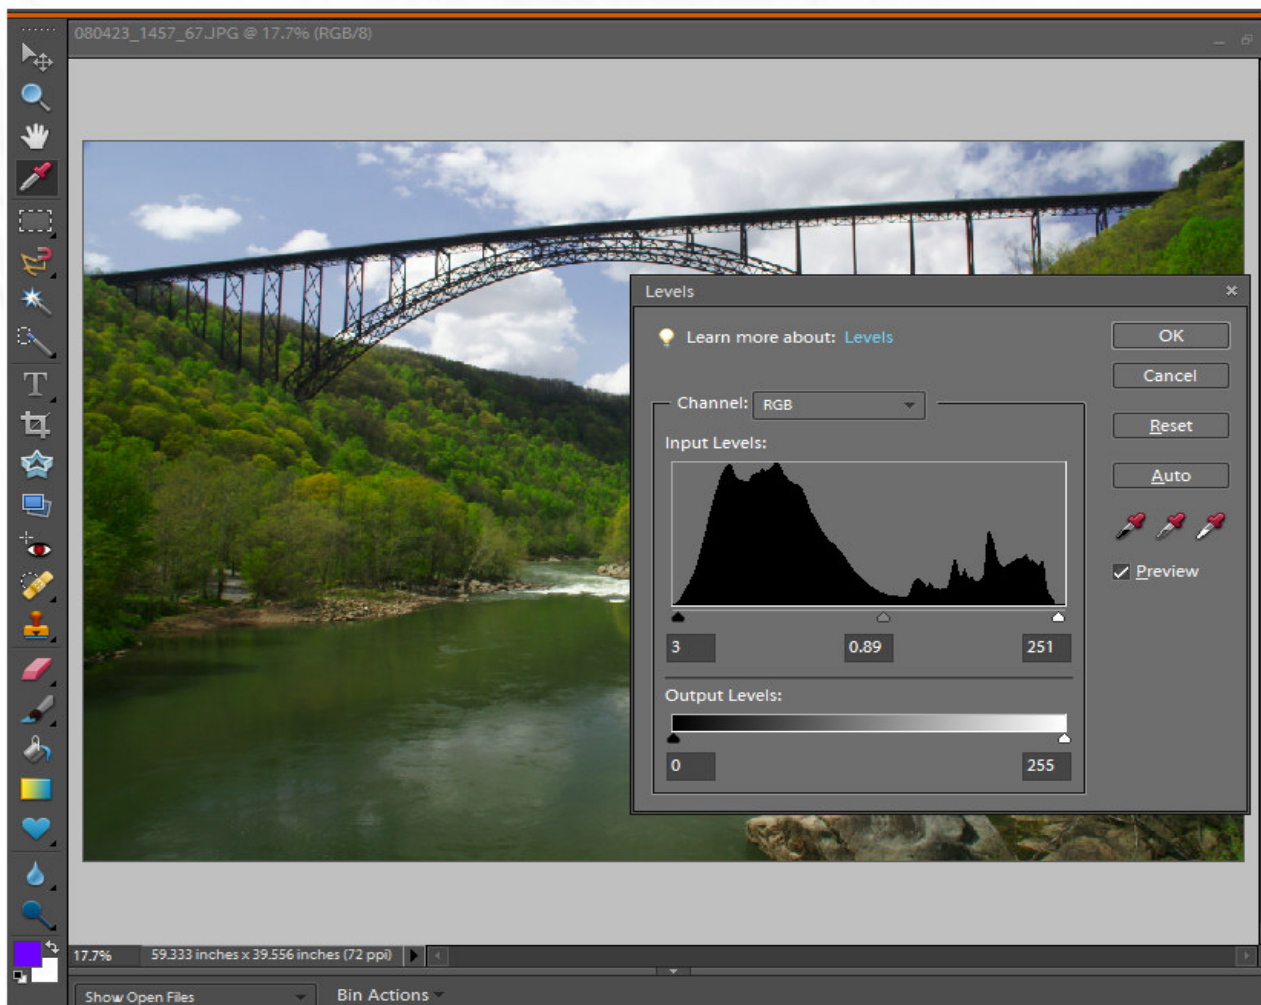 080423_1457_67.JPG @ 17.7% (RGB/8)
Levels
Learn more about: Levels
OK
Cancel
Channel: RGB
Reset
Input Levels:
Auto
Preview
3 0.89 251
Output Levels:
0 255
T
17.7% 59.333 inches x 39.556 inches (72 ppi)
Show Open Files Bin Actions